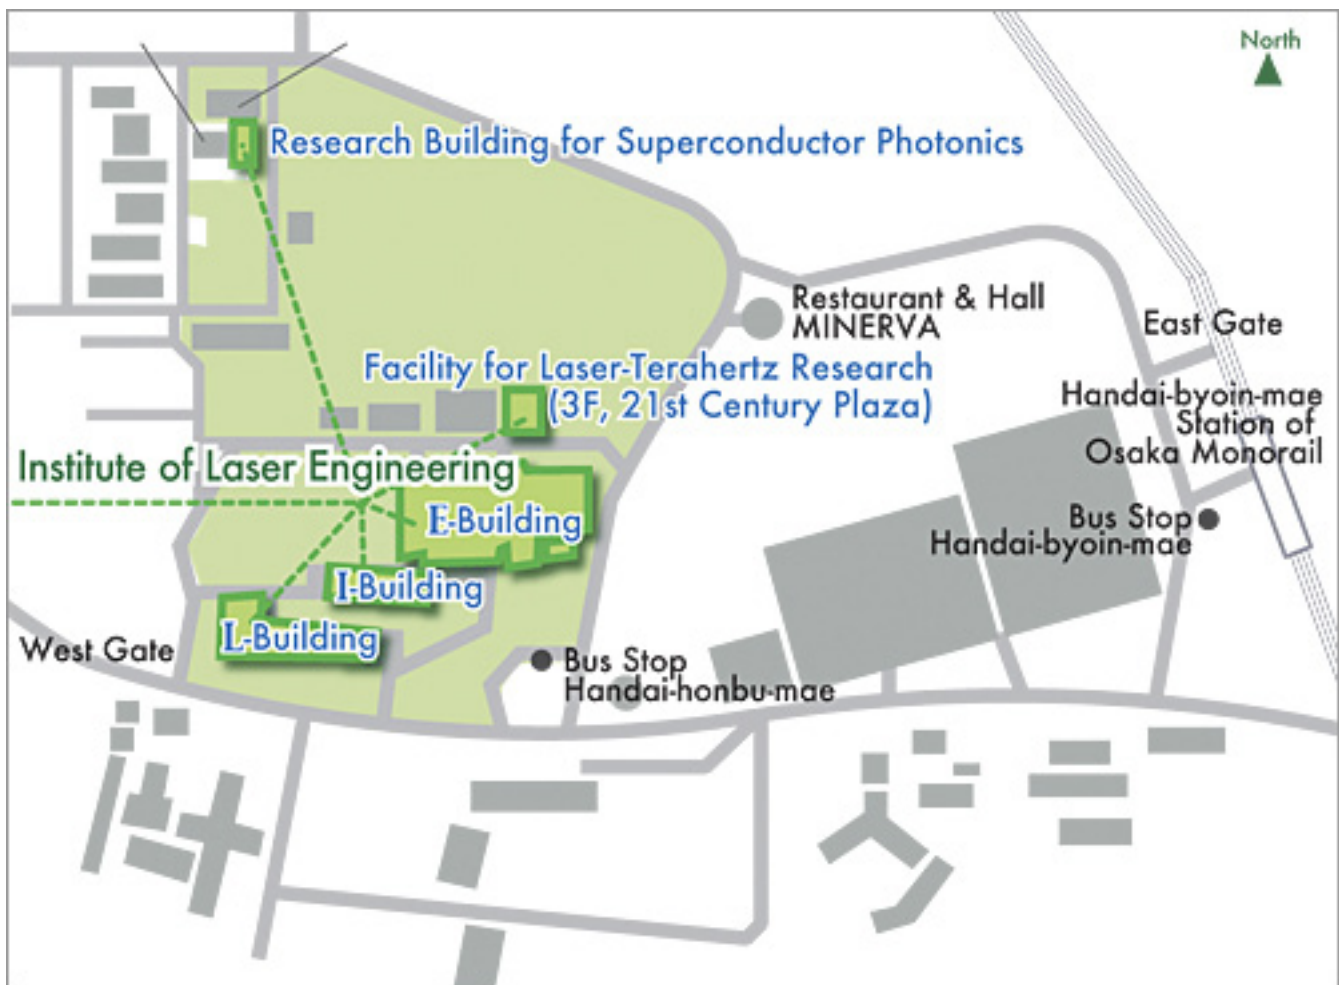 North
Research Building for Superconductor Photonics
Restaurant & Hall
MINERVA
East Gate
Facility for Laser-Terahertz Research
(3F, 21st Century Plaza)
Handai-byoin-mae
Station of
Osaka Monorail
Institute of Laser Engineering
E-Building
Bus Stop
Handai-byoin-mae
I-Building
L-Building
West Gate
Bus Stop
Handai-honbu-mae